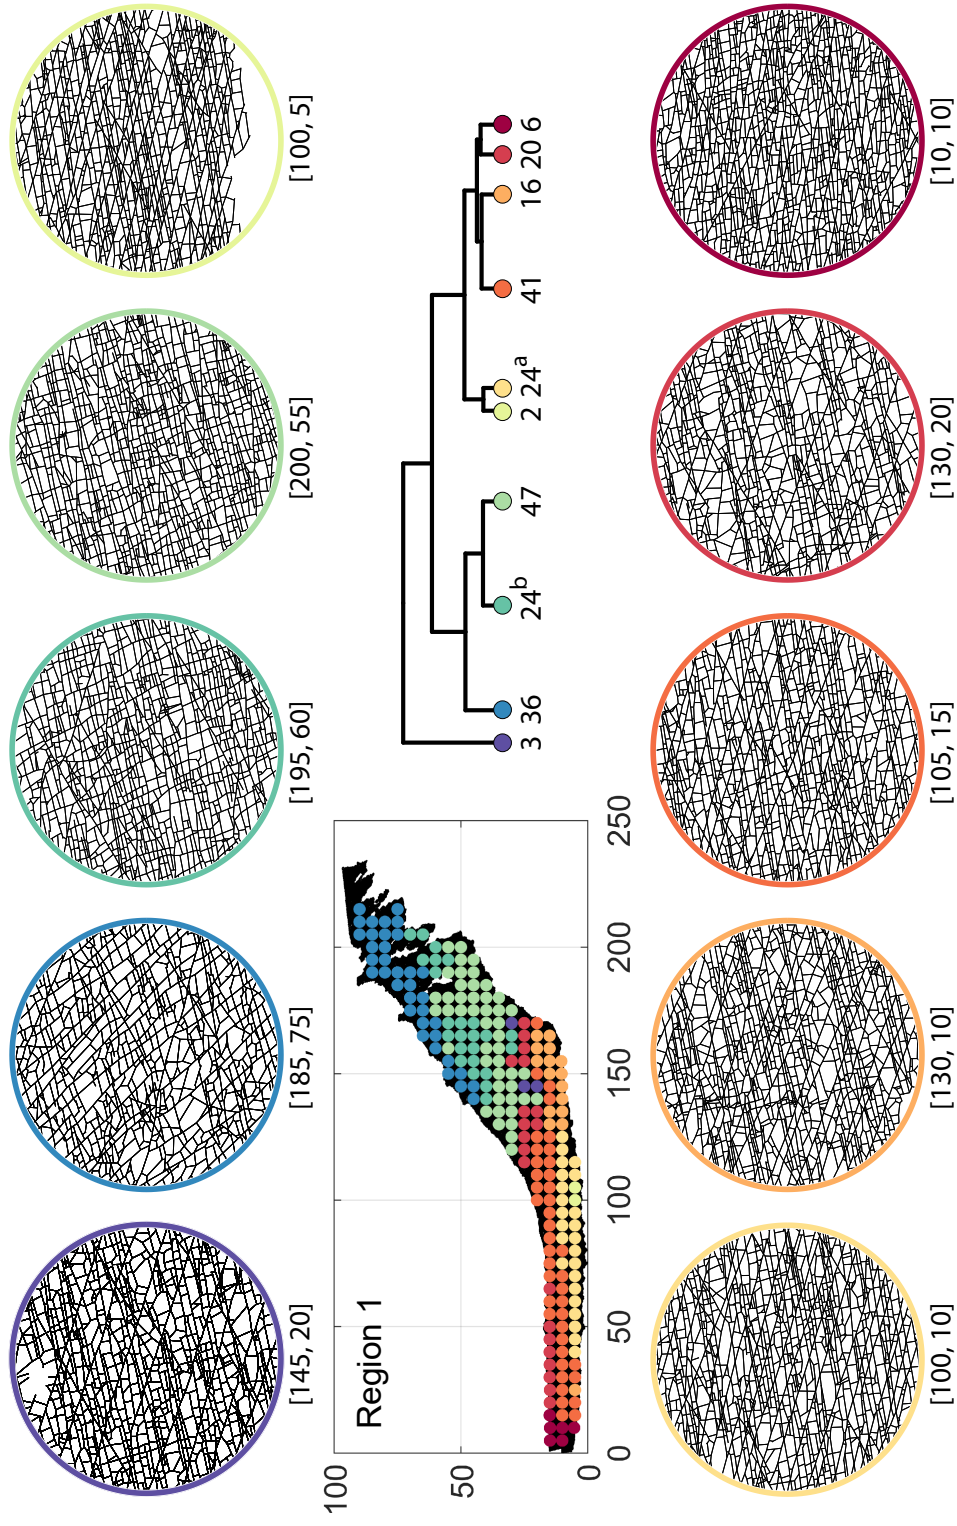 [145, 20] [185, 75] [195, 60] [200, 55] [100, 5]
100
Region 1
50
0
0 50 100 150 200 250
3 36 24ᵇ 47 2 24ᵃ 41 16 20 6
[100, 10] [130, 10] [105, 15] [130, 20] [10, 10]